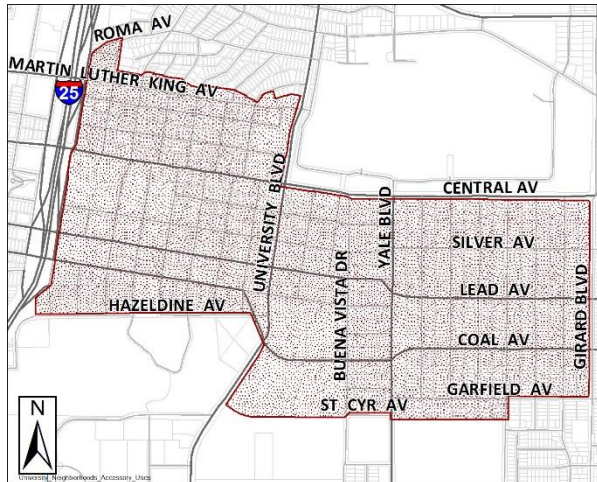 ROMA AV
MARTIN LUTHER KING AV
25
UNIVERSITY BLVD
CENTRAL AV
YALE BLVD
SILVER AV
BUENA VISTA DR
LEAD AV
HAZELDINE AV
COAL AV
GIRARD BLVD
GARFIELD AV
ST CYR AV
N
University_Neighborhoods_Accessory_Uses